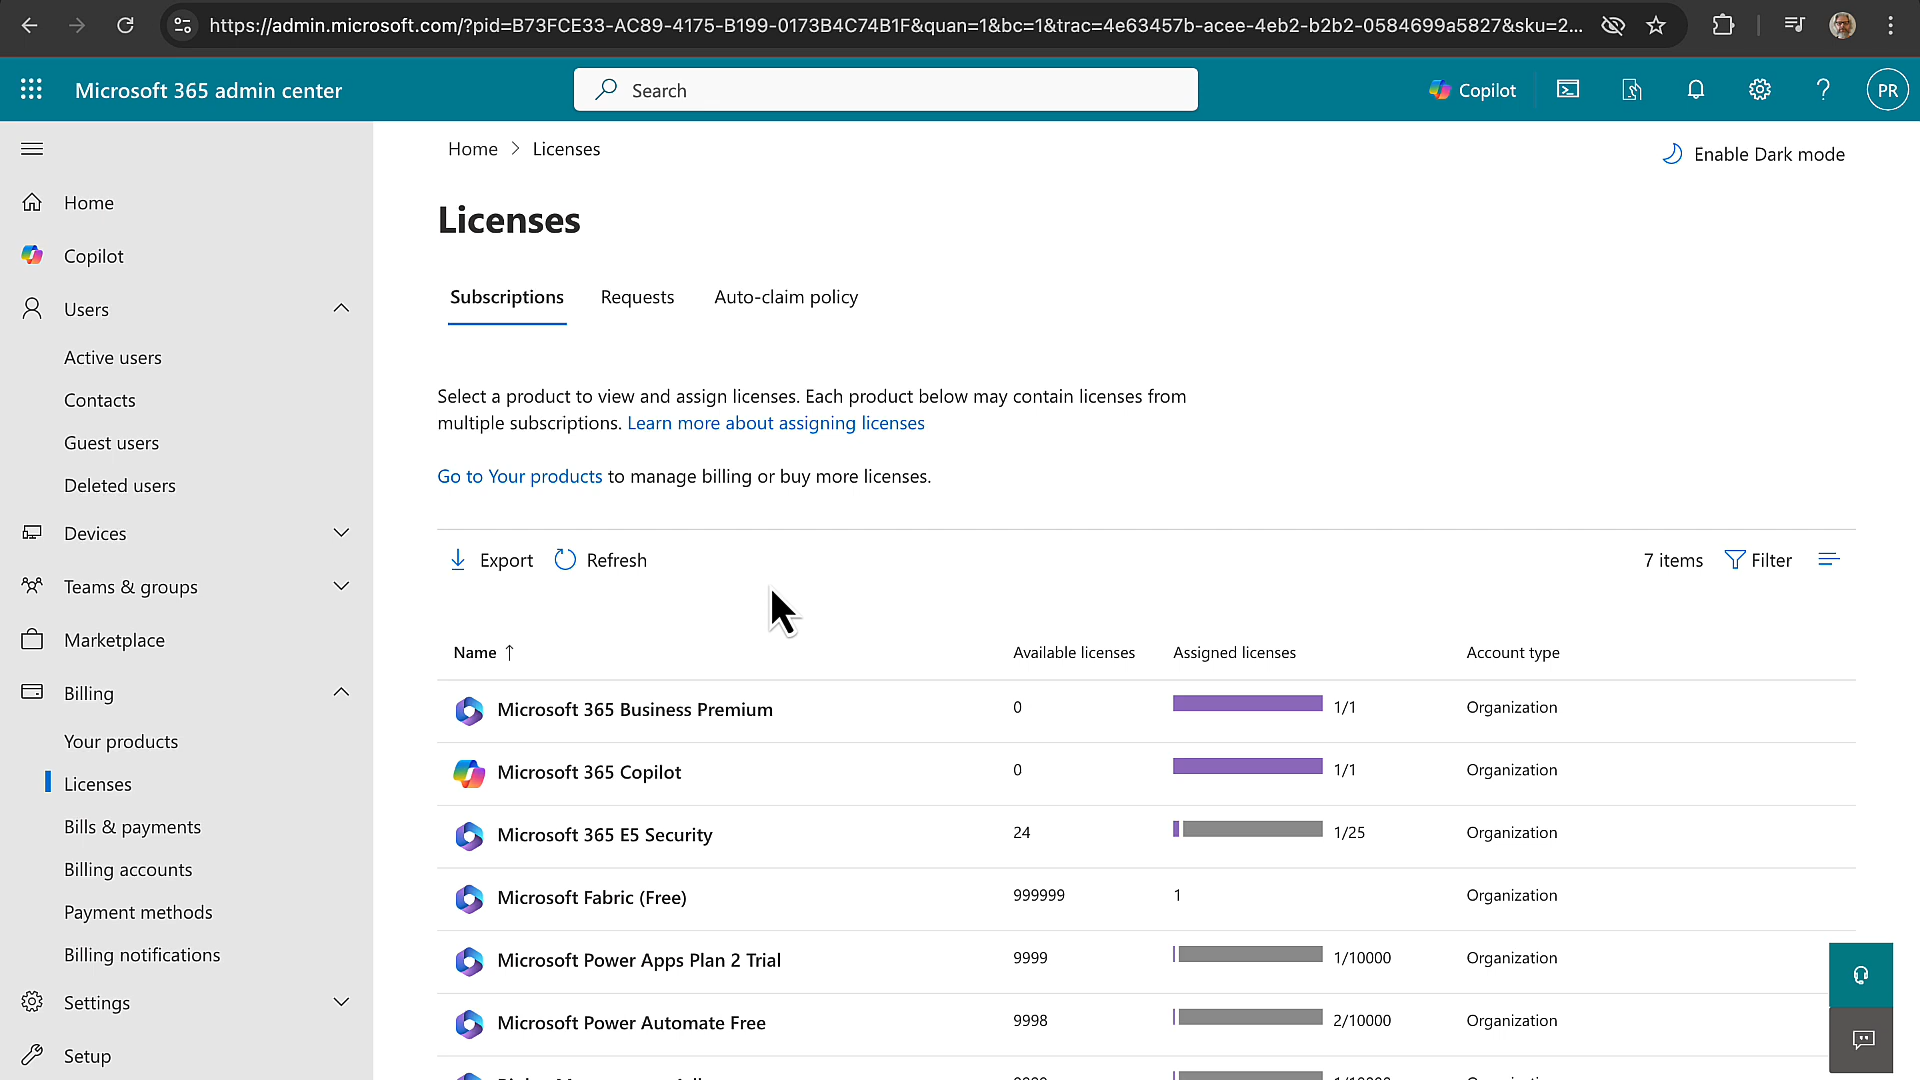 https://admin.microsoft.com/?pid=B73FCE33-AC89-4175-B199-0173B4C74B1F&quan=1&bc=1&trac=4e63457b-acee-4eb2-b2b2-0584699a5827&sku=2...
Microsoft 365 admin center
Search
Copilot
PR
Home
Copilot
Users
Active users
Contacts
Guest users
Deleted users
Devices
Teams & groups
Marketplace
Billing
Your products
Licenses
Bills & payments
Billing accounts
Payment methods
Billing notifications
Settings
Setup
Home > Licenses
Enable Dark mode
Licenses
Subscriptions Requests Auto-claim policy
Select a product to view and assign licenses. Each product below may contain licenses from
multiple subscriptions. Learn more about assigning licenses
Go to Your products to manage billing or buy more licenses.
Export Refresh 7 items Filter
Name ↑ Available licenses Assigned licenses Account type
Microsoft 365 Business Premium 0 1/1 Organization
Microsoft 365 Copilot 0 1/1 Organization
Microsoft 365 E5 Security 24 1/25 Organization
Microsoft Fabric (Free) 999999 1 Organization
Microsoft Power Apps Plan 2 Trial 9999 1/10000 Organization
Microsoft Power Automate Free 9998 2/10000 Organization